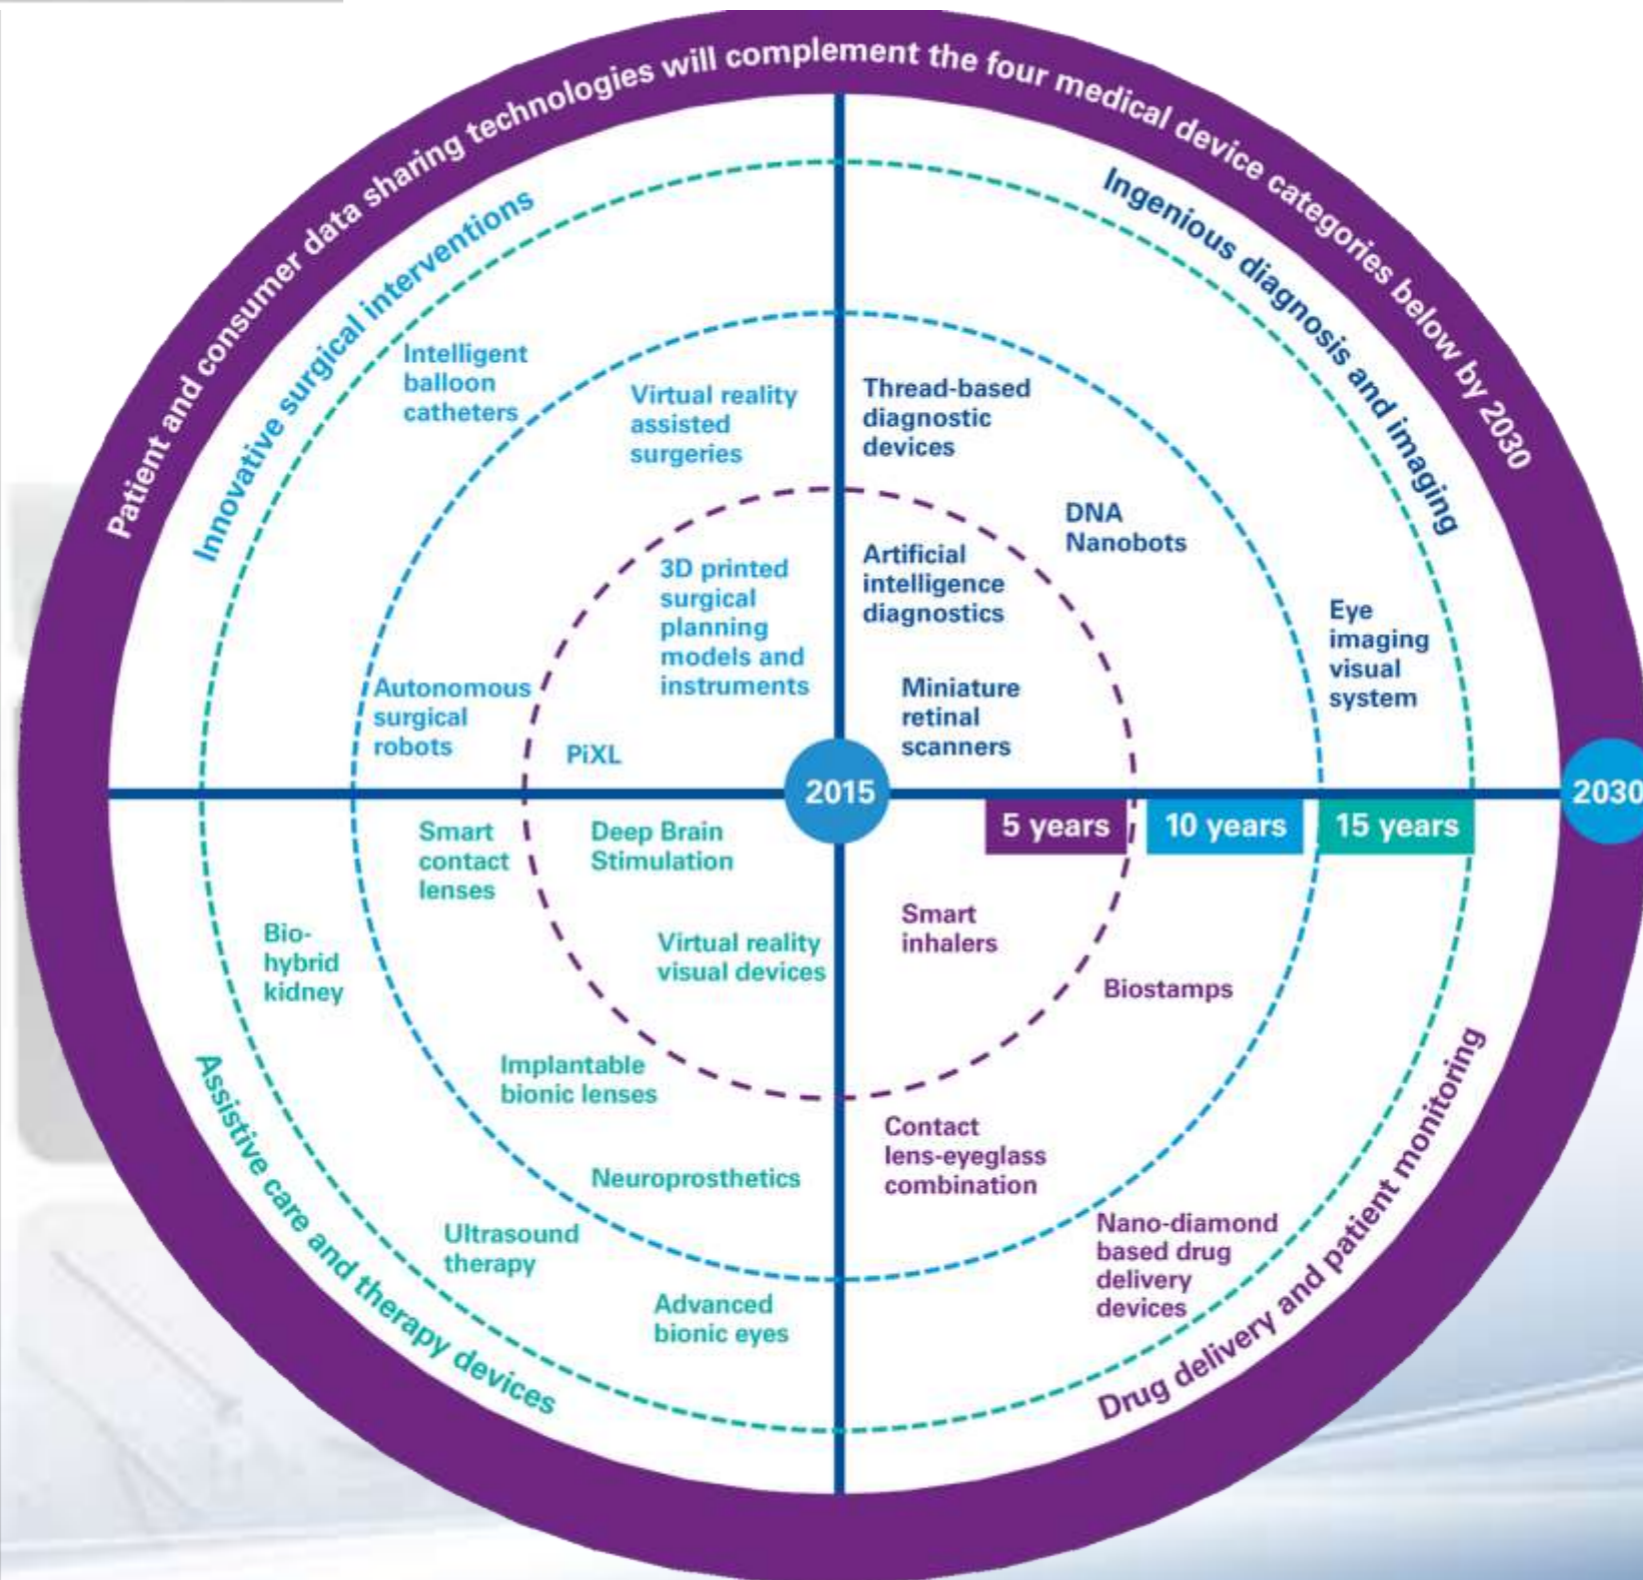 Patient and consumer data sharing technologies will complement the four medical device categories below by 2030
Innovative surgical interventions
Intelligent
balloon
catheters
Virtual reality
assisted
surgeries
3D printed
surgical
planning
models and
instruments
Autonomous
surgical
robots
PiXL
Ingenious diagnosis and imaging
Thread-based
diagnostic
devices
DNA
Nanobots
Artificial
intelligence
diagnostics
Eye
imaging
visual
system
Miniature
retinal
scanners
2015
2030
5 years
10 years
15 years
Smart
contact
lenses
Deep Brain
Stimulation
Bio-
hybrid
kidney
Virtual reality
visual devices
Implantable
bionic lenses
Neuroprosthetics
Ultrasound
therapy
Advanced
bionic eyes
Assistive care and therapy devices
Smart
inhalers
Biostamps
Contact
lens-eyeglass
combination
Nano-diamond
based drug
delivery
devices
Drug delivery and patient monitoring